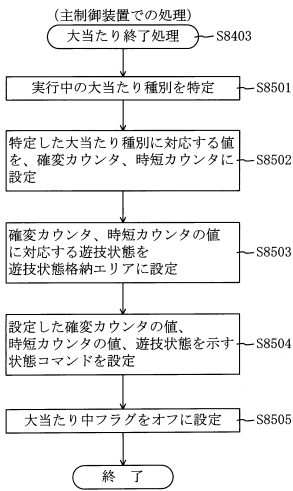 (主制御装置での処理)
大当たり終了処理
S8403
実行中の大当たり種別を特定
S8501
特定した大当たり種別に対応する値
を、確変カウンタ、時短カウンタに
設定
S8502
確変カウンタ、時短カウンタの値
に対応する遊技状態を
遊技状態格納エリアに設定
S8503
設定した確変カウンタの値、
時短カウンタの値、遊技状態を示す
状態コマンドを設定
S8504
大当たり中フラグをオフに設定
S8505
終 了